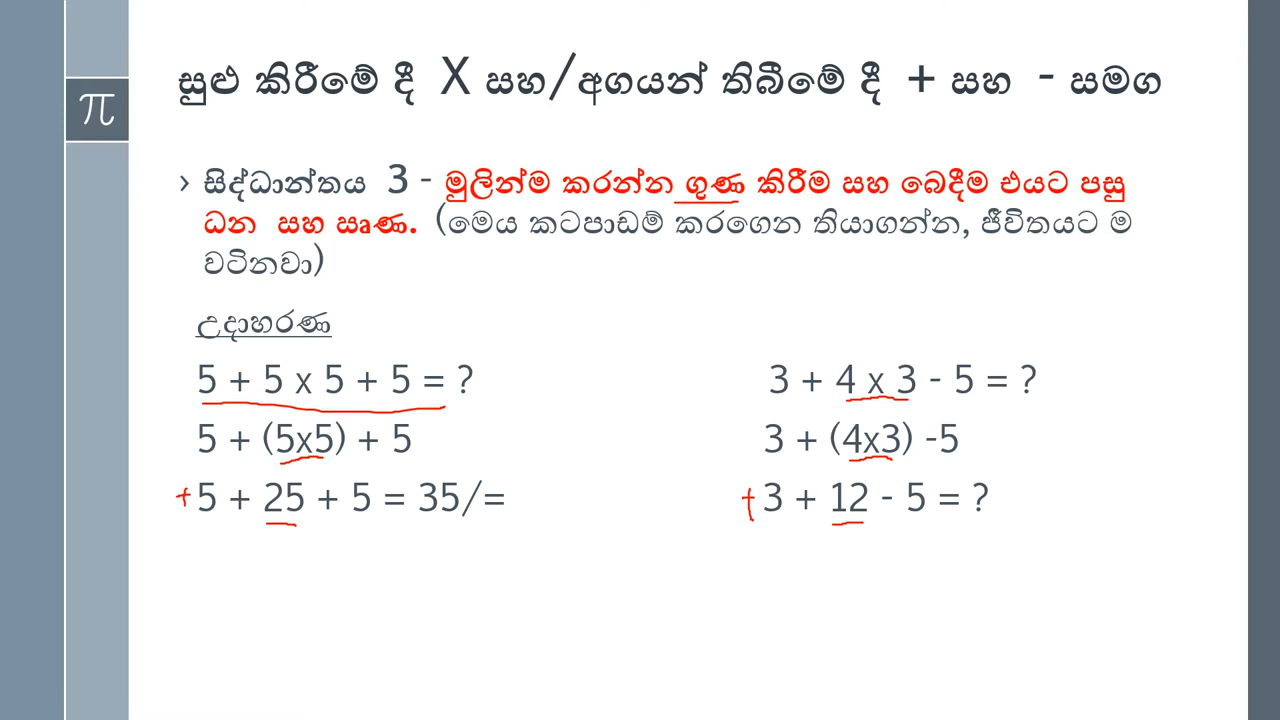 සුළු කිරීමේ දී X සහ/අගයන් තිබීමේ දී + සහ - සමග
π
› සිද්ධාන්තය 3 - මුලින්ම කරන්න ගුණ කිරීම සහ බෙදීම එයට පසු
ධන සහ ඍණ. (මෙය කටපාඩම් කරගෙන තියාගන්න, ජීවිතයට ම
වටිනවා)
උදාහරණ
5 + 5 x 5 + 5 = ?
5 + (5x5) + 5
+5 + 25 + 5 = 35/=
3 + 4 x 3 - 5 = ?
3 + (4x3) -5
+3 + 12 - 5 = ?